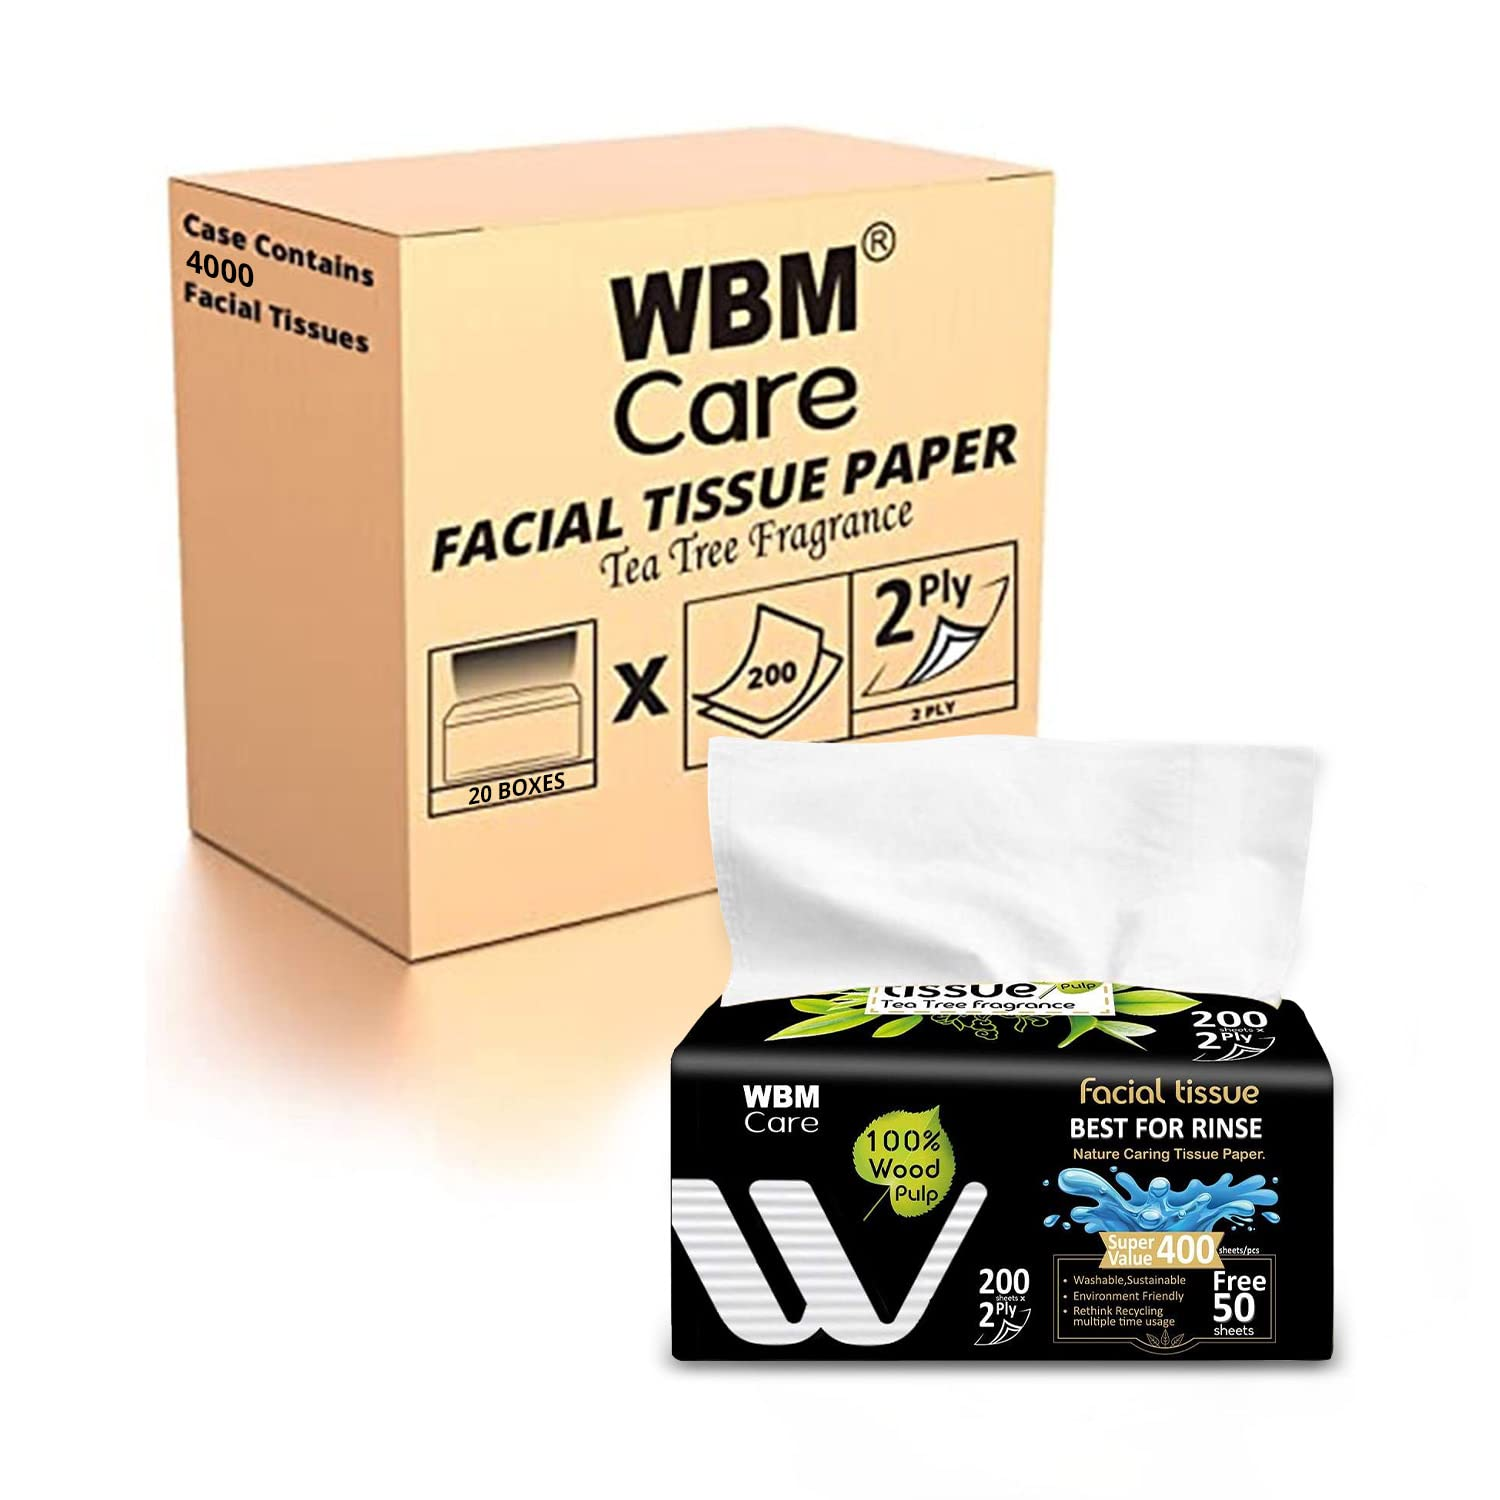 Case Contains
4000
Facial Tissues
WBM®
Care
FACIAL TISSUE PAPER
Tea Tree Fragrance
20 BOXES
X
200
2 Ply
2 PLY
tissue
Pulp
Tea Tree Fragrance
200
sheets x
2 Ply
WBM
Care
100%
Wood
Pulp
Facial tissue
BEST FOR RINSE
Nature Caring Tissue Paper.
Super
Value 400 sheets/pcs
• Washable,Sustainable
• Environment Friendly
• Rethink Recycling
multiple time usage
Free
50
sheets
200
sheets x
2 Ply